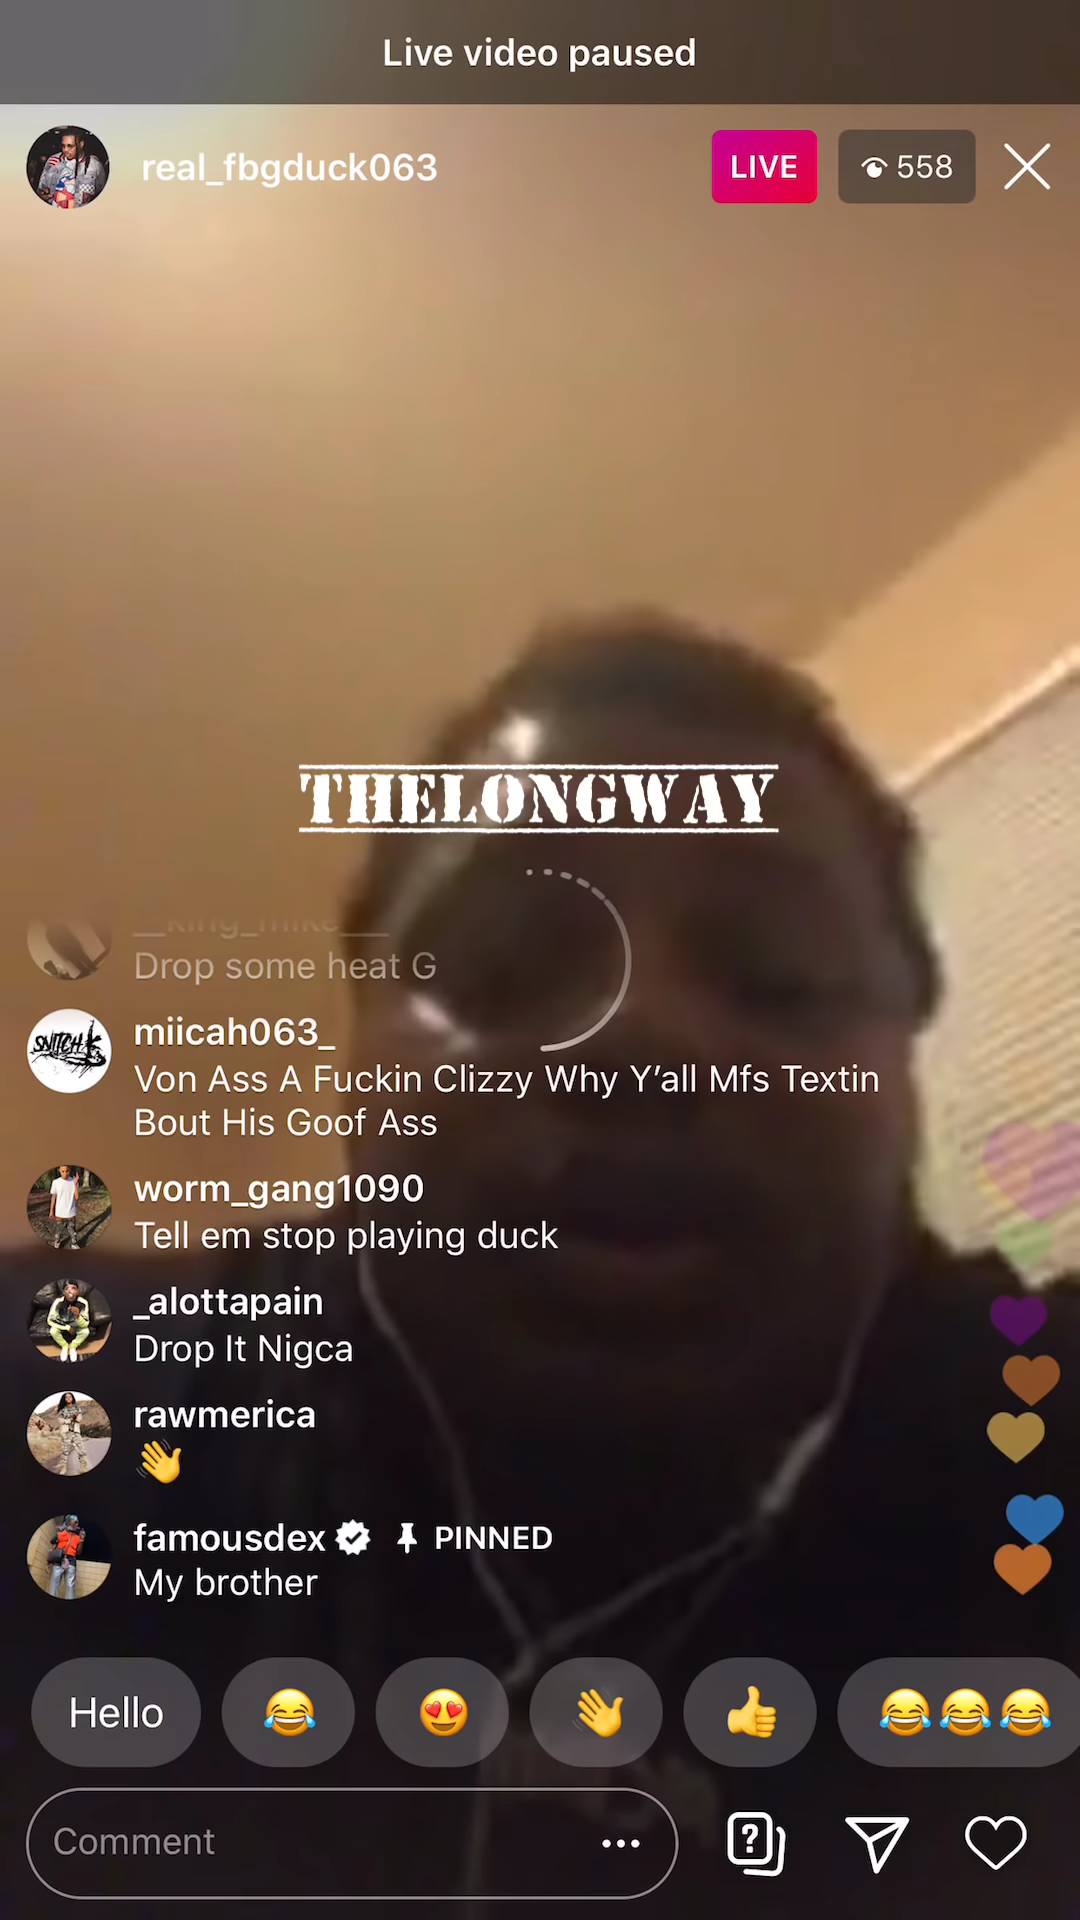 Live video paused
real_fbgduck063
LIVE
558
THELONGWAY
__king_mike___
Drop some heat G
miicah063_
Von Ass A Fuckin Clizzy Why Y’all Mfs Textin
Bout His Goof Ass
worm_gang1090
Tell em stop playing duck
_alottapain
Drop It Nigca
rawmerica
👋
famousdex PINNED
My brother
Hello 😂 😍 👋 👍 😂😂😂
Comment